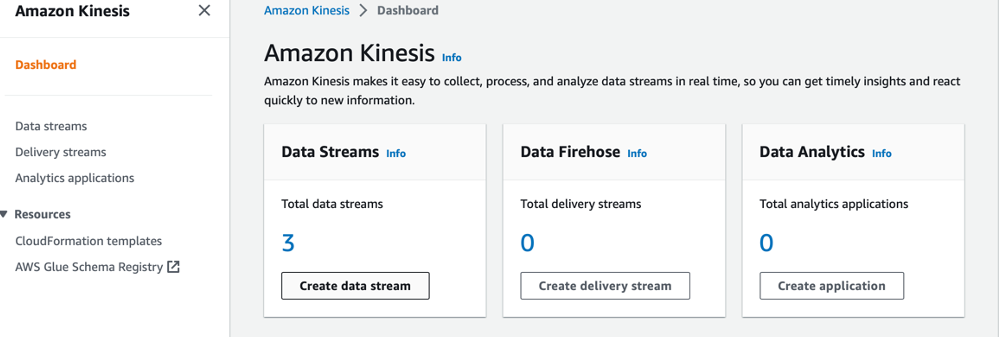 Amazon Kinesis
Dashboard
Data streams
Delivery streams
Analytics applications
Resources
CloudFormation templates
AWS Glue Schema Registry
Amazon Kinesis > Dashboard
Amazon Kinesis Info
Amazon Kinesis makes it easy to collect, process, and analyze data streams in real time, so you can get timely insights and react
quickly to new information.
Data Streams Info
Total data streams
3
Create data stream
Data Firehose Info
Total delivery streams
0
Create delivery stream
Data Analytics Info
Total analytics applications
0
Create application